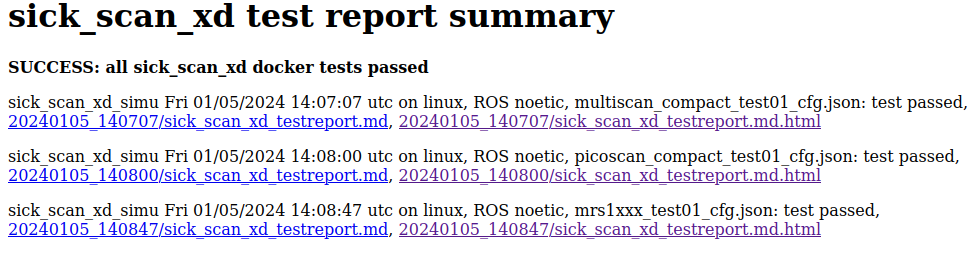 sick_scan_xd test report summary
SUCCESS: all sick_scan_xd docker tests passed
sick_scan_xd_simu Fri 01/05/2024 14:07:07 utc on linux, ROS noetic, multiscan_compact_test01_cfg.json: test passed,
20240105_140707/sick_scan_xd_testreport.md, 20240105_140707/sick_scan_xd_testreport.md.html
sick_scan_xd_simu Fri 01/05/2024 14:08:00 utc on linux, ROS noetic, picoscan_compact_test01_cfg.json: test passed,
20240105_140800/sick_scan_xd_testreport.md, 20240105_140800/sick_scan_xd_testreport.md.html
sick_scan_xd_simu Fri 01/05/2024 14:08:47 utc on linux, ROS noetic, mrs1xxx_test01_cfg.json: test passed,
20240105_140847/sick_scan_xd_testreport.md, 20240105_140847/sick_scan_xd_testreport.md.html